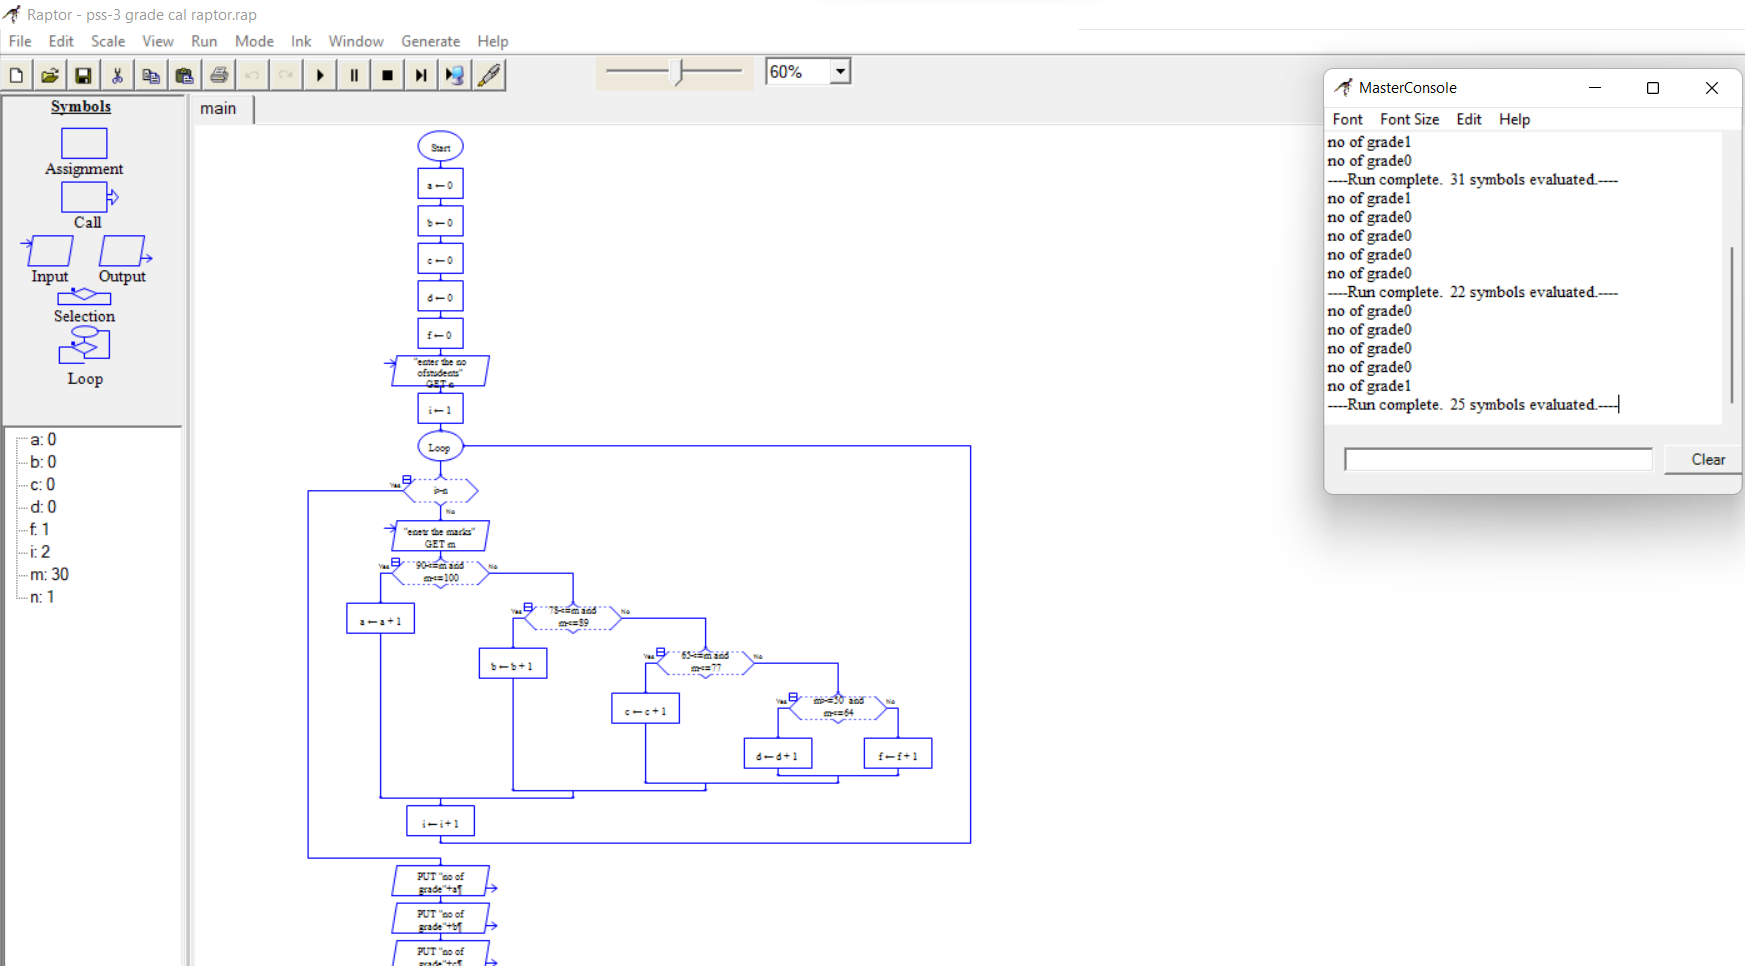 Raptor - pss-3 grade cal raptor.rap
File Edit Scale View Run Mode Ink Window Generate Help
60%
Symbols
Assignment
Call
Input Output
Selection
Loop
a: 0
b: 0
c: 0
d: 0
f: 1
i: 2
m: 30
n: 1
main
Start
a ← 0
b ← 0
c ← 0
d ← 0
f ← 0
"enter the no
ofstudents"
GET n
i ← 1
Loop
Yes
i>n
No
"enetr the marks"
GET m
Yes
90<=m and
m<=100
No
a ← a + 1
Yes
78<=m and
m<=89
No
b ← b + 1
Yes
65<=m and
m<=77
No
c ← c + 1
Yes
m>=50 and
m<=64
No
d ← d + 1
f ← f + 1
i ← i + 1
PUT "no of
grade"+a¶
PUT "no of
grade"+b¶
PUT "no of
grade"+c¶
MasterConsole
Font Font Size Edit Help
no of grade1
no of grade0
----Run complete. 31 symbols evaluated.----
no of grade1
no of grade0
no of grade0
no of grade0
no of grade0
----Run complete. 22 symbols evaluated.----
no of grade0
no of grade0
no of grade0
no of grade0
no of grade1
----Run complete. 25 symbols evaluated.----
Clear